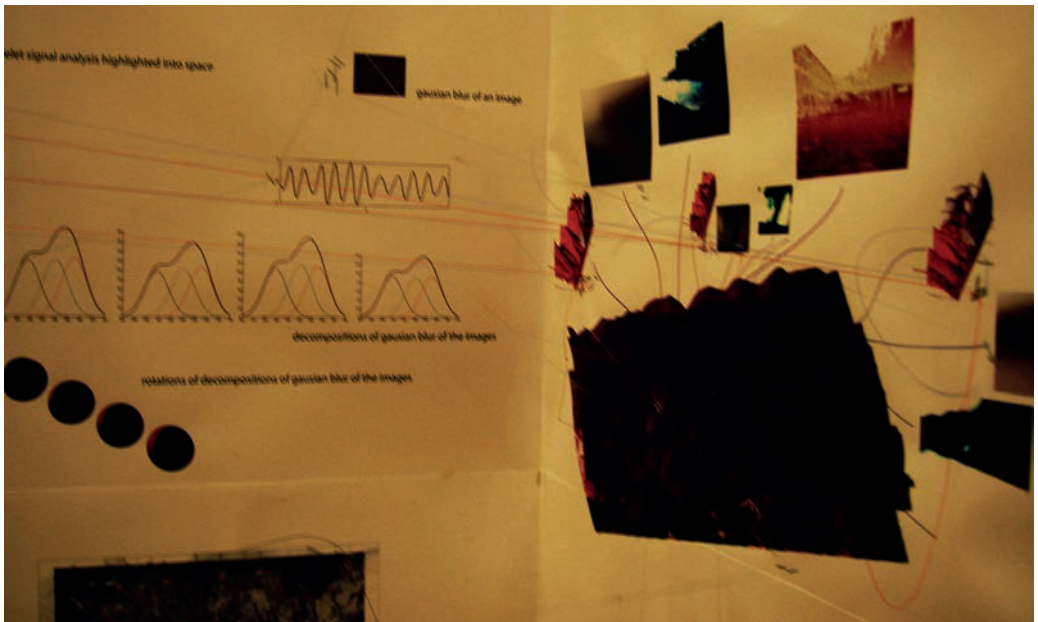 elet signal analysis highlighted into space
gausian blur of an image
decompositions of gausian blur of the images
rotations of decompositions of gausian blur of the images